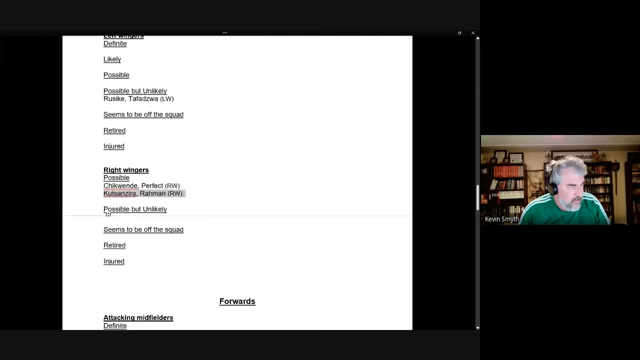 Left wingers
Definite
Likely
Possible
Possible but Unlikely
Rusike, Tafadzwa (LW)
Seems to be off the squad
Retired
Injured
Right wingers
Possible
Chikwende, Perfect (RW)
Kutsanzira, Rahman (RW)
Possible but Unlikely
Seems to be off the squad
Retired
Injured
Forwards
Attacking midfielders
Definite
Kevin Smyth